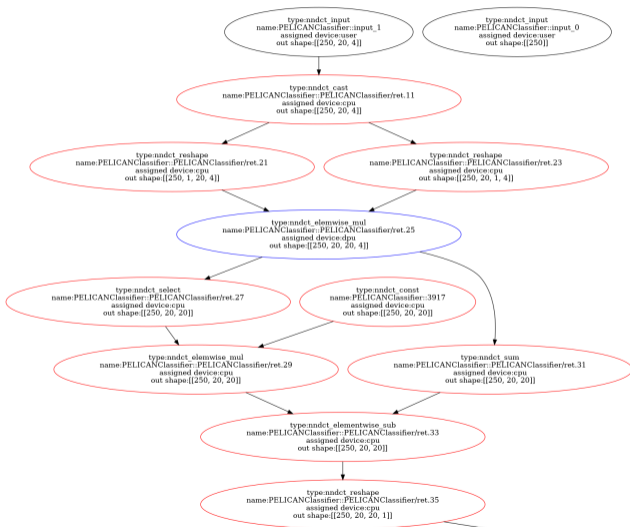 type:nndct_input
name:PELICANClassifier::input_1
assigned device:user
out shape:[[250, 20, 4]]
type:nndct_input
name:PELICANClassifier::input_0
assigned device:user
out shape:[[250]]
type:nndct_cast
name:PELICANClassifier::PELICANClassifier/ret.11
assigned device:cpu
out shape:[[250, 20, 4]]
type:nndct_reshape
name:PELICANClassifier::PELICANClassifier/ret.21
assigned device:cpu
out shape:[[250, 1, 20, 4]]
type:nndct_reshape
name:PELICANClassifier::PELICANClassifier/ret.23
assigned device:cpu
out shape:[[250, 20, 1, 4]]
type:nndct_elemwise_mul
name:PELICANClassifier::PELICANClassifier/ret.25
assigned device:dpu
out shape:[[250, 20, 20, 4]]
type:nndct_select
name:PELICANClassifier::PELICANClassifier/ret.27
assigned device:cpu
out shape:[[250, 20, 20]]
type:nndct_const
name:PELICANClassifier::3917
assigned device:cpu
out shape:[[250, 20, 20]]
type:nndct_elemwise_mul
name:PELICANClassifier::PELICANClassifier/ret.29
assigned device:cpu
out shape:[[250, 20, 20]]
type:nndct_sum
name:PELICANClassifier::PELICANClassifier/ret.31
assigned device:cpu
out shape:[[250, 20, 20]]
type:nndct_elementwise_sub
name:PELICANClassifier::PELICANClassifier/ret.33
assigned device:cpu
out shape:[[250, 20, 20]]
type:nndct_reshape
name:PELICANClassifier::PELICANClassifier/ret.35
assigned device:cpu
out shape:[[250, 20, 20, 1]]